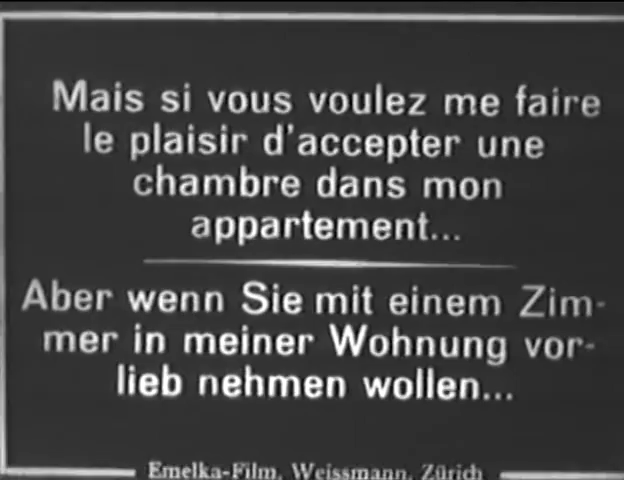 Mais si vous voulez me faire
le plaisir d'accepter une
chambre dans mon
appartement...
Aber wenn Sie mit einem Zim-
mer in meiner Wohnung vor-
lieb nehmen wollen...
Emelka-Film, Weissmann, Zürich